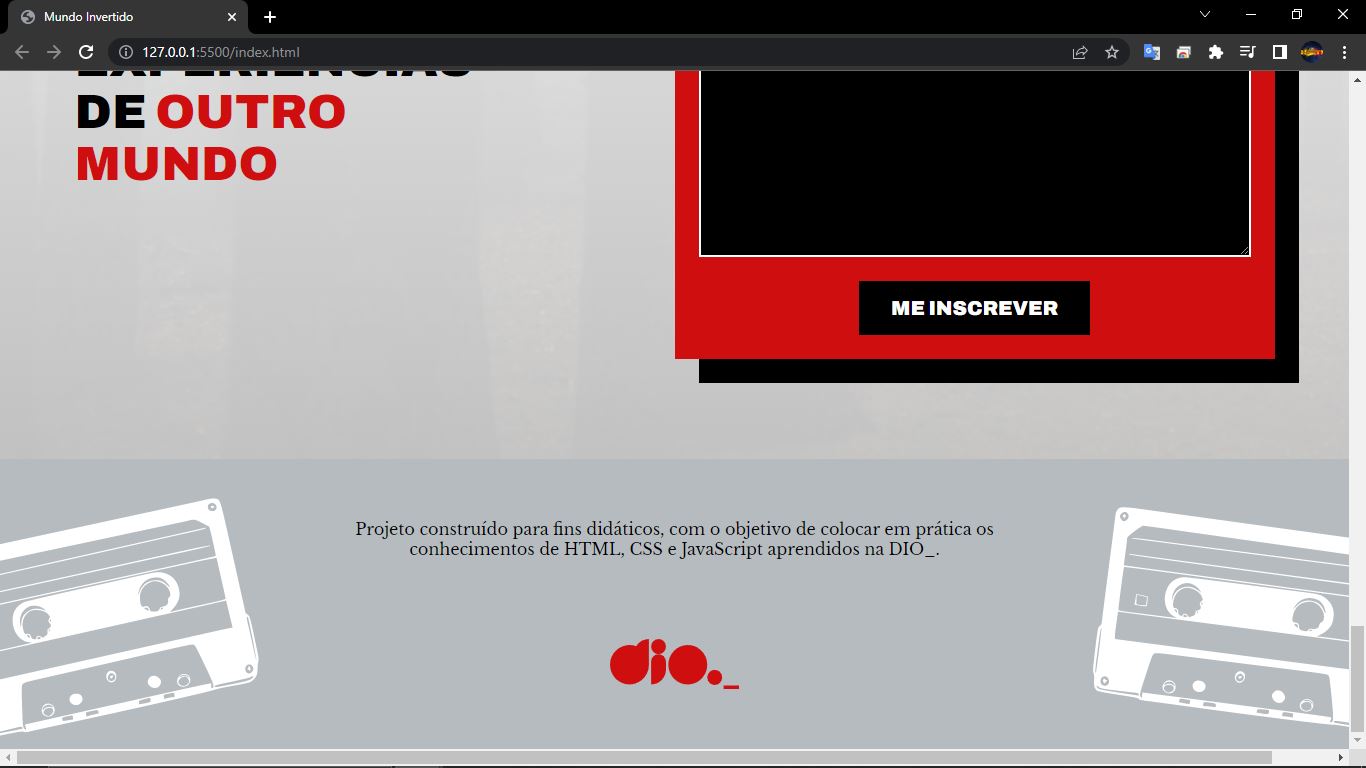 Mundo Invertido
127.0.0.1:5500/index.html
EXPERIÊNCIAS
DE OUTRO
MUNDO
ME INSCREVER
Projeto construído para fins didáticos, com o objetivo de colocar em prática os
conhecimentos de HTML, CSS e JavaScript aprendidos na DIO_.
dio._